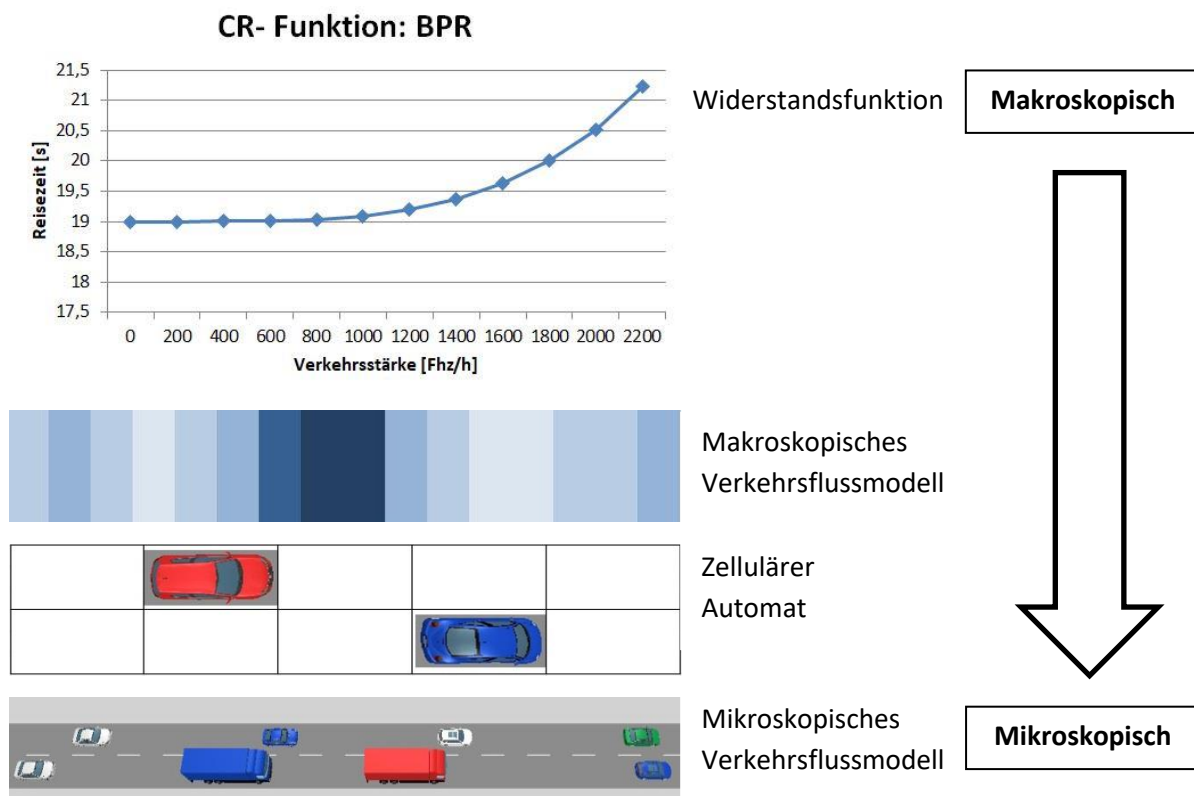 CR- Funktion: BPR
21,5
21
20,5
20
19,5
19
18,5
18
17,5
Reisezeit [s]
0 200 400 600 800 1000 1200 1400 1600 1800 2000 2200
Verkehrsstärke [Fhz/h]
Widerstandsfunktion
Makroskopisch
Makroskopisches
Verkehrsflussmodell
Zellulärer
Automat
Mikroskopisches
Verkehrsflussmodell
Mikroskopisch